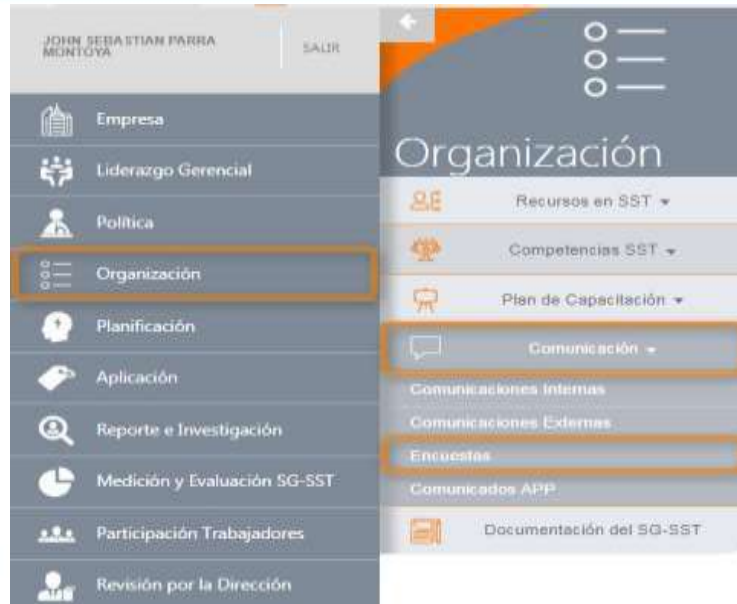 JOHN SEBASTIAN PARRA
MONTOYA
SALIR
Empresa
Liderazgo Gerencial
Política
Organización
Planificación
Aplicación
Reporte e Investigación
Medición y Evaluación SG-SST
Participación Trabajadores
Revisión por la Dirección
Organización
Recursos en SST
Competencias SST
Plan de Capacitación
Comunicación
Comunicaciones Internas
Comunicaciones Externas
Encuestas
Comunicados APP
Documentación del SG-SST